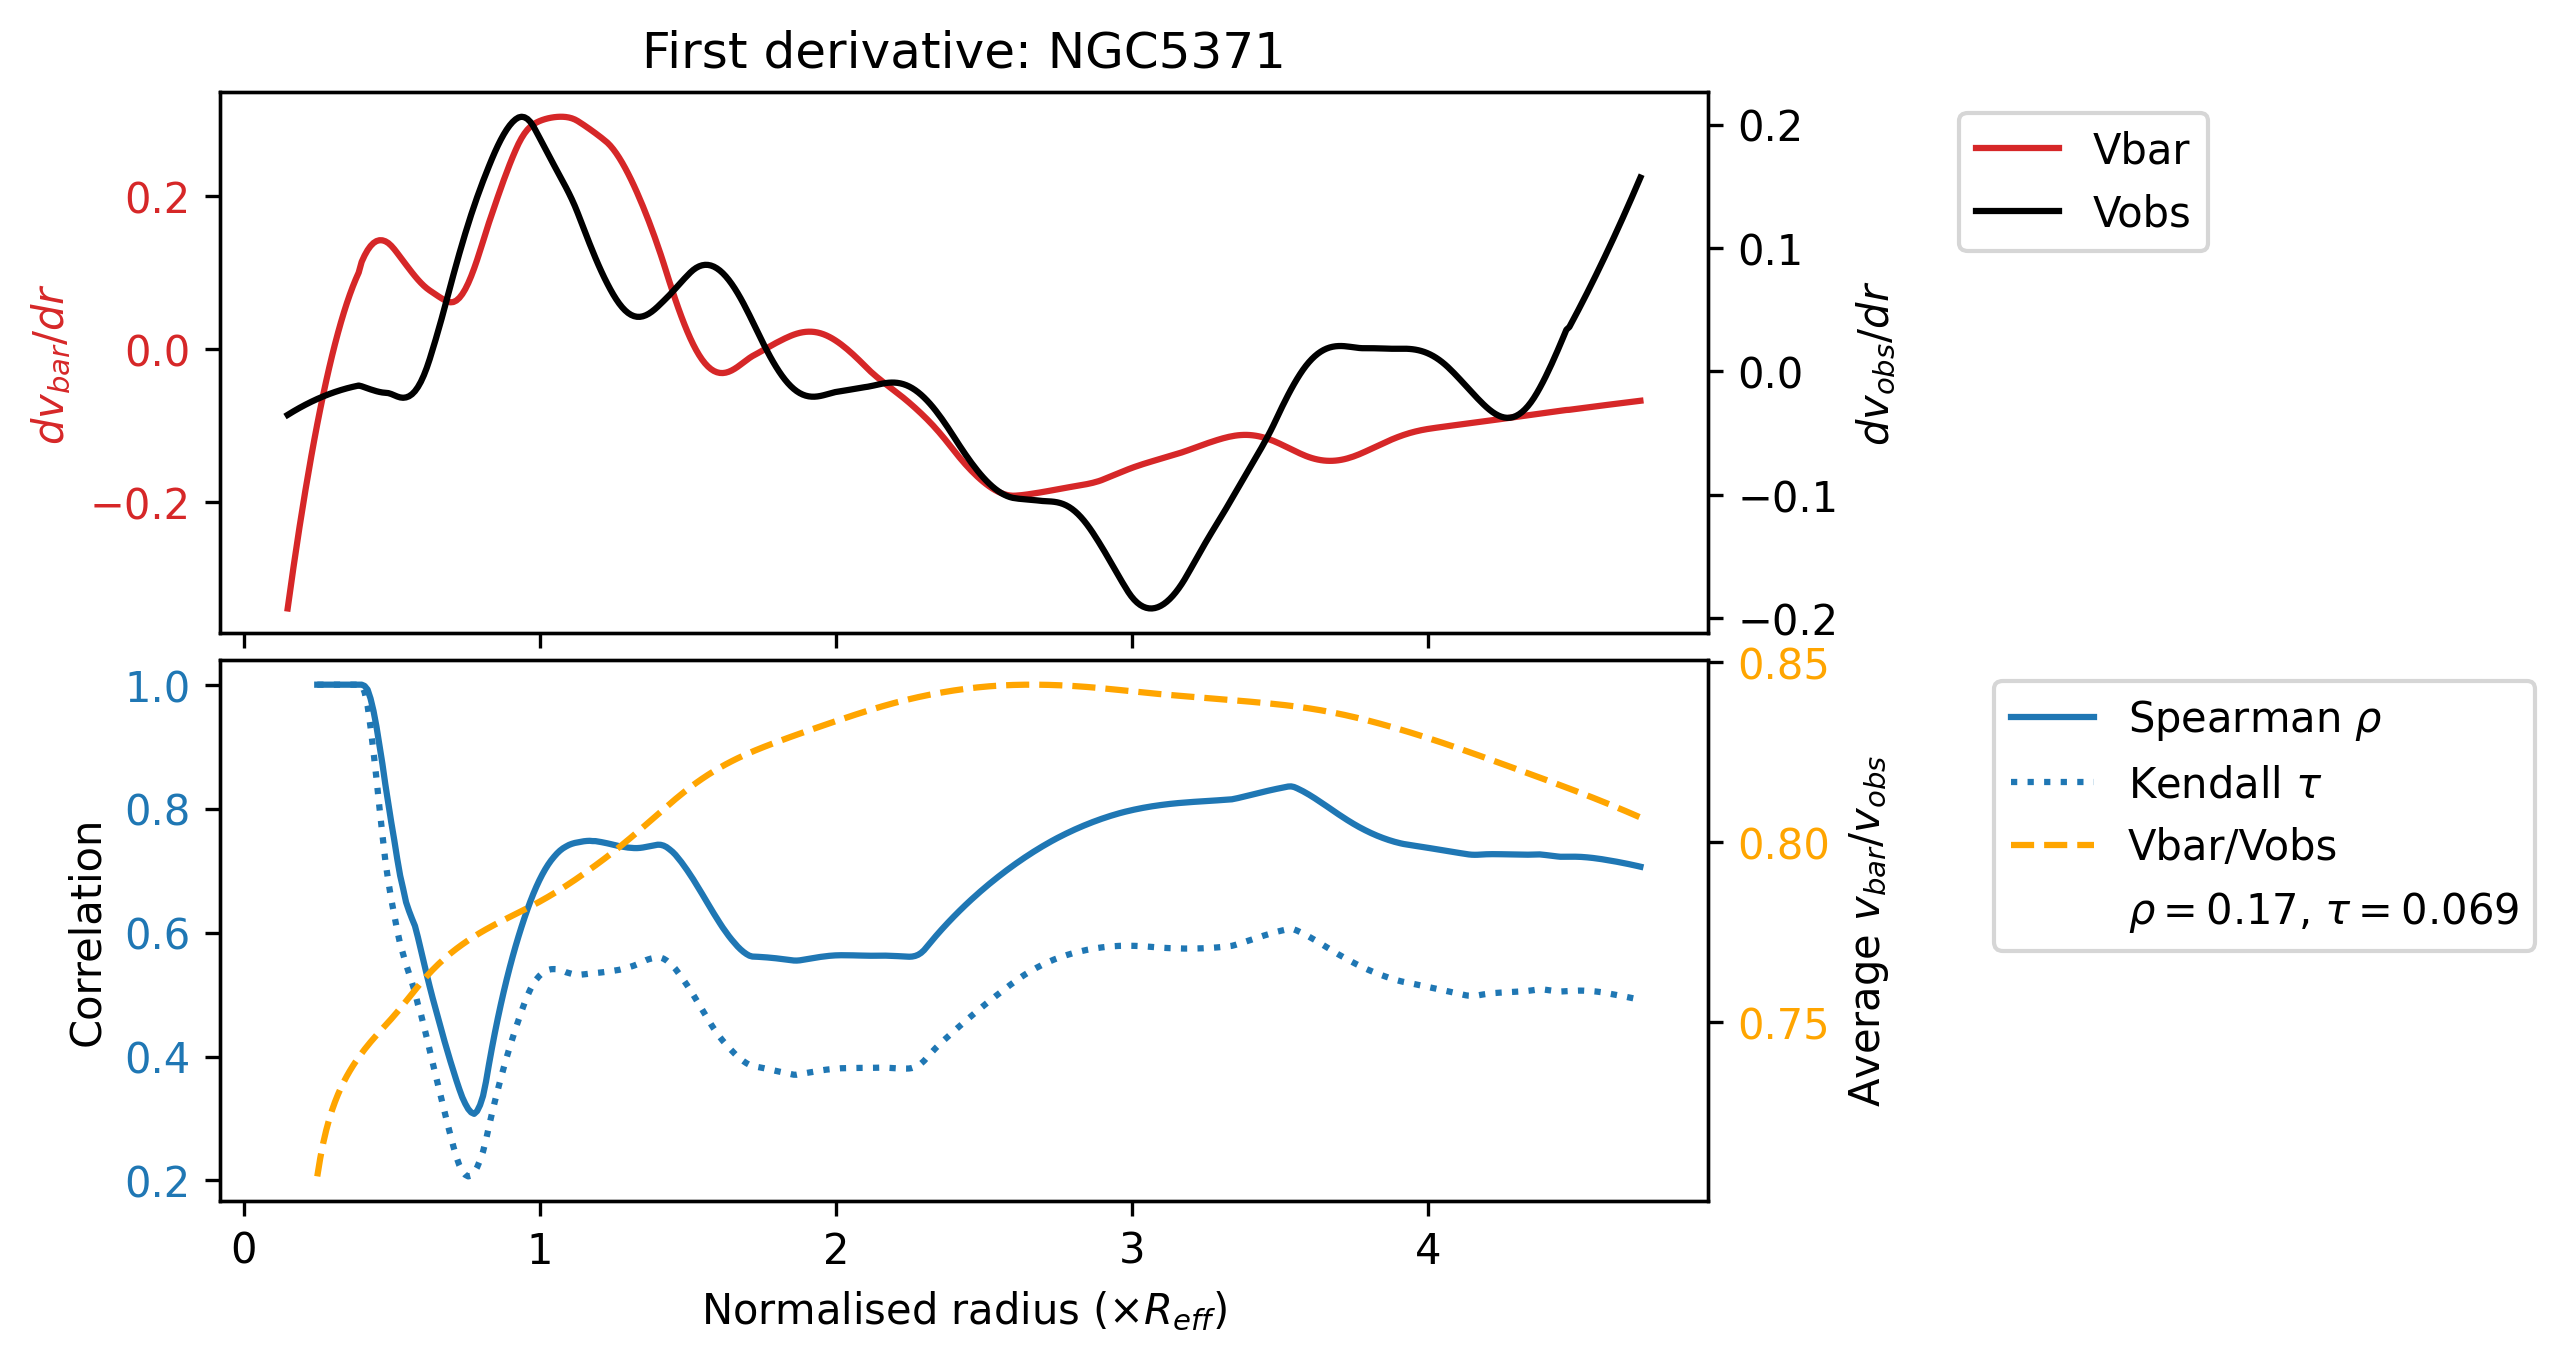 First derivative: NGC5371
dv_bar/dr
0.2
0.0
−0.2
0.2
0.1
0.0
−0.1
−0.2
dv_obs/dr
Vbar
Vobs
Correlation
1.0
0.8
0.6
0.4
0.2
0.85
0.80
0.75
Average v_bar/v_obs
Spearman ρ
Kendall τ
Vbar/Vobs
ρ = 0.17, τ = 0.069
0 1 2 3 4
Normalised radius (×R_eff)